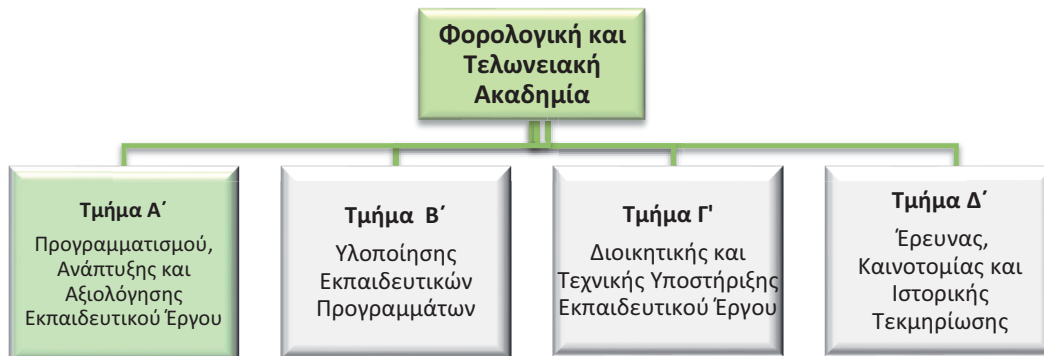 Φορολογική και
Τελωνειακή
Ακαδημία
Τμήμα Α΄
Προγραμματισμού,
Ανάπτυξης και
Αξιολόγησης
Εκπαιδευτικού Έργου
Τμήμα Β΄
Υλοποίησης
Εκπαιδευτικών
Προγραμμάτων
Τμήμα Γ'
Διοικητικής και
Τεχνικής Υποστήριξης
Εκπαιδευτικού Έργου
Τμήμα Δ΄
Έρευνας,
Καινοτομίας και
Ιστορικής
Τεκμηρίωσης